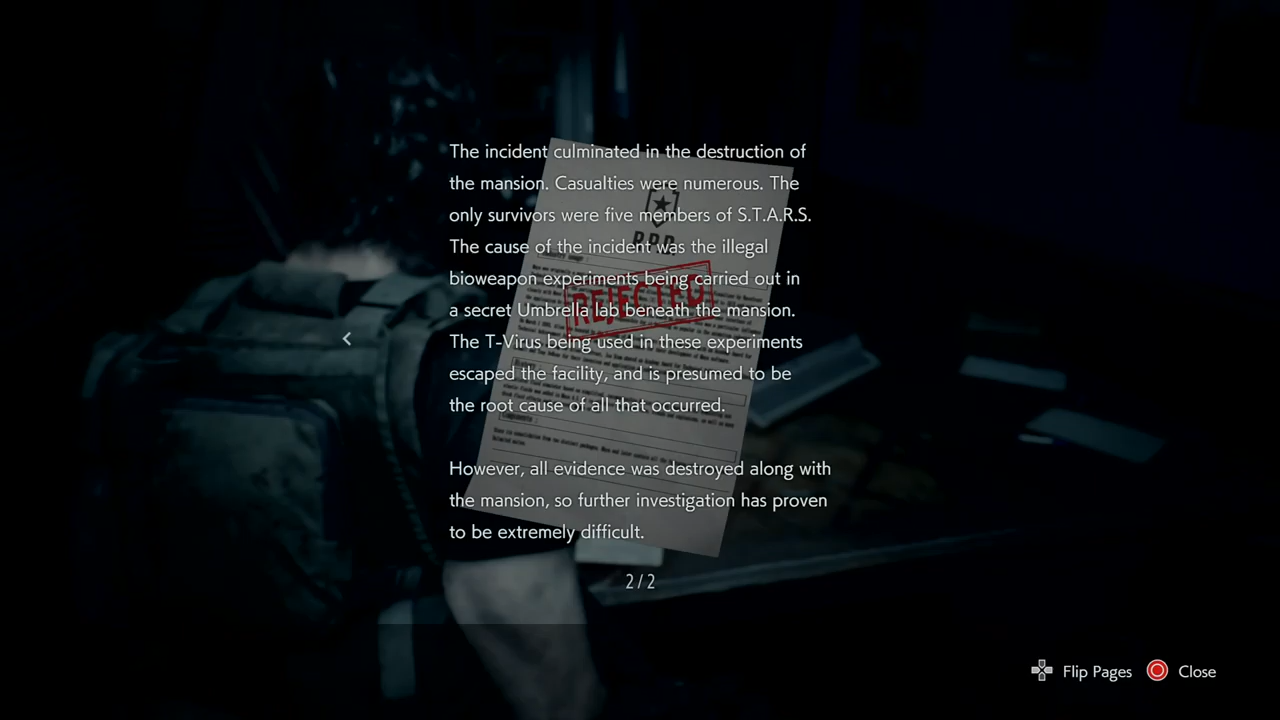 The incident culminated in the destruction of
the mansion. Casualties were numerous. The
only survivors were five members of S.T.A.R.S.
The cause of the incident was the illegal
bioweapon experiments being carried out in
a secret Umbrella lab beneath the mansion.
The T-Virus being used in these experiments
escaped the facility, and is presumed to be
the root cause of all that occurred.
However, all evidence was destroyed along with
the mansion, so further investigation has proven
to be extremely difficult.
2/2
R.P.D.
REJECTED
Flip Pages
Close